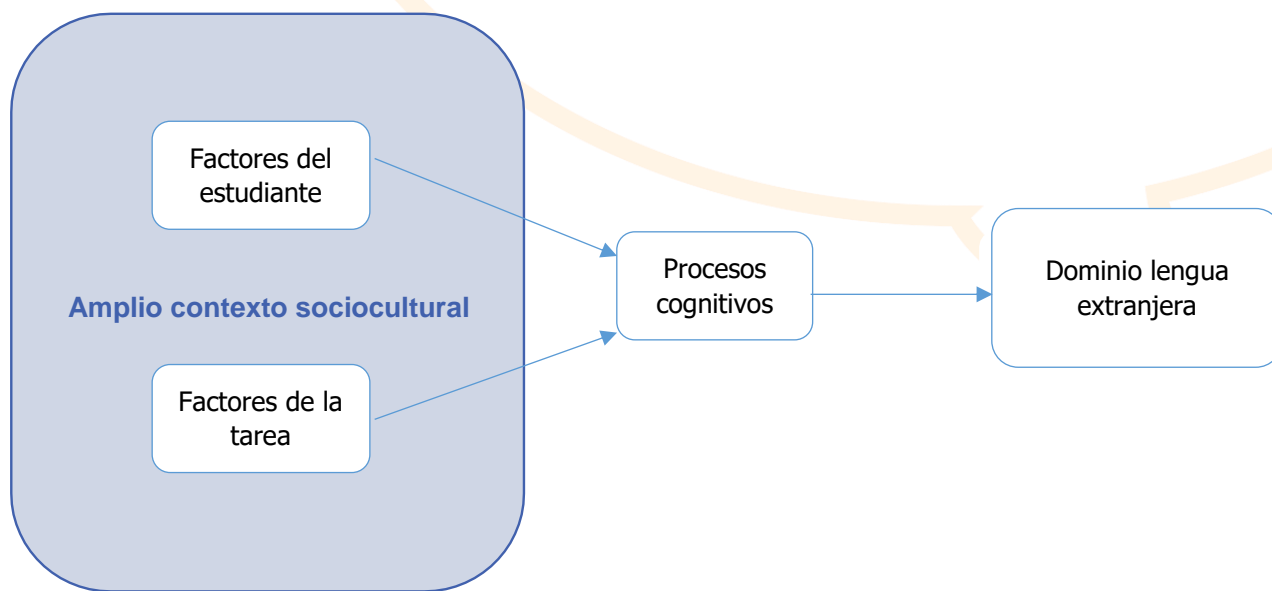 Factores del
estudiante
Amplio contexto sociocultural
Factores de la
tarea
Procesos
cognitivos
Dominio lengua
extranjera